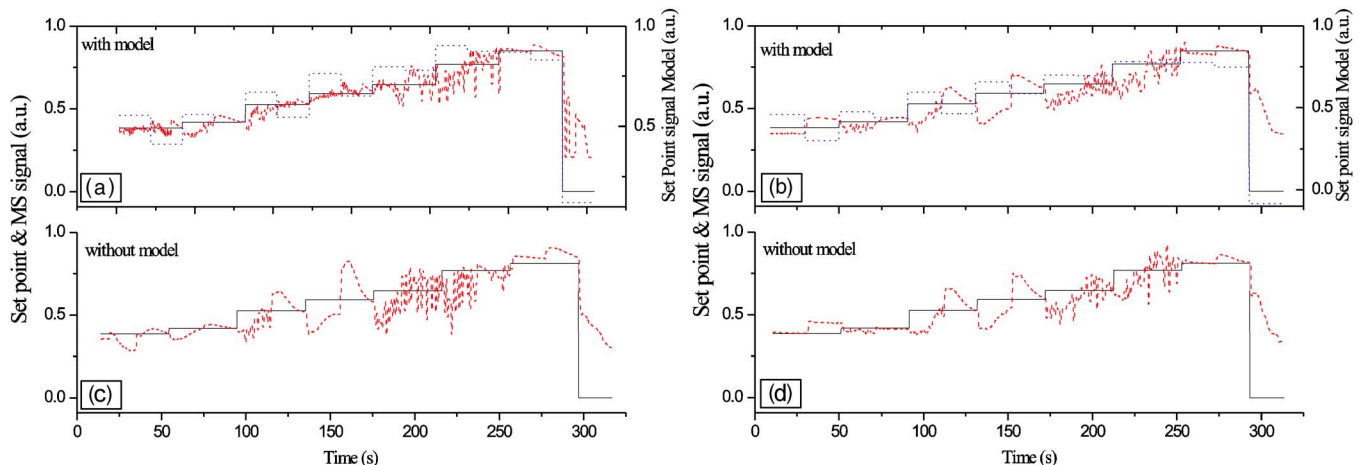 Set point & MS signal (a.u.)
1.0
0.5
0.0
with model
(a)
1.0
0.5
Set Point signal Model (a.u.)
1.0
0.5
0.0
without model
(c)
0 50 100 150 200 250 300
Time (s)
Set point & MS signal (a.u.)
1.0
0.5
0.0
with model
(b)
1.0
0.5
0.0
Set point signal Model (a.u.)
1.0
0.5
0.0
without model
(d)
0 50 100 150 200 250 300
Time (s)